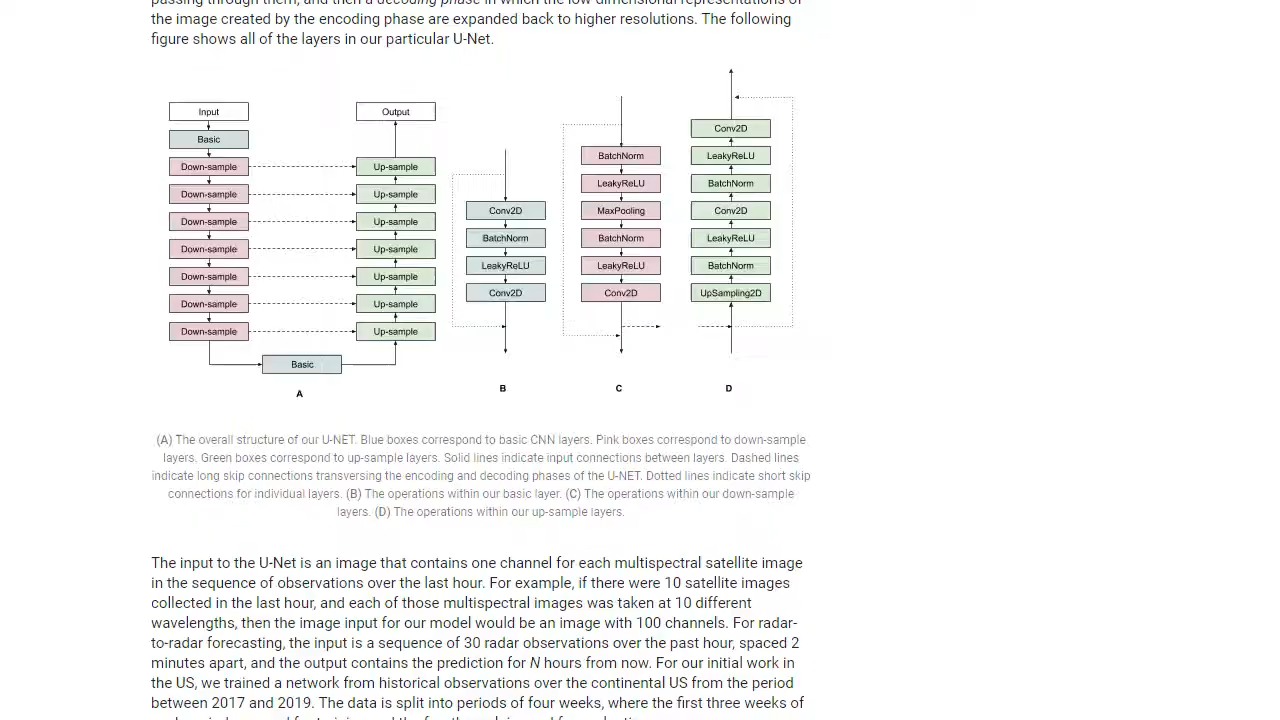 passing through them, and then a decoding phase in which the low-dimensional representations of
the image created by the encoding phase are expanded back to higher resolutions. The following
figure shows all of the layers in our particular U-Net.
Input
Basic
Down-sample
Down-sample
Down-sample
Down-sample
Down-sample
Down-sample
Down-sample
Basic
Output
Up-sample
Up-sample
Up-sample
Up-sample
Up-sample
Up-sample
Up-sample
A
Conv2D
BatchNorm
LeakyReLU
Conv2D
B
BatchNorm
LeakyReLU
MaxPooling
BatchNorm
LeakyReLU
Conv2D
C
Conv2D
LeakyReLU
BatchNorm
Conv2D
LeakyReLU
BatchNorm
UpSampling2D
D
(A) The overall structure of our U-NET. Blue boxes correspond to basic CNN layers. Pink boxes correspond to down-sample
layers. Green boxes correspond to up-sample layers. Solid lines indicate input connections between layers. Dashed lines
indicate long skip connections transversing the encoding and decoding phases of the U-NET. Dotted lines indicate short skip
connections for individual layers. (B) The operations within our basic layer. (C) The operations within our down-sample
layers. (D) The operations within our up-sample layers.
The input to the U-Net is an image that contains one channel for each multispectral satellite image
in the sequence of observations over the last hour. For example, if there were 10 satellite images
collected in the last hour, and each of those multispectral images was taken at 10 different
wavelengths, then the image input for our model would be an image with 100 channels. For radar-
to-radar forecasting, the input is a sequence of 30 radar observations over the past hour, spaced 2
minutes apart, and the output contains the prediction for N hours from now. For our initial work in
the US, we trained a network from historical observations over the continental US from the period
between 2017 and 2019. The data is split into periods of four weeks, where the first three weeks of